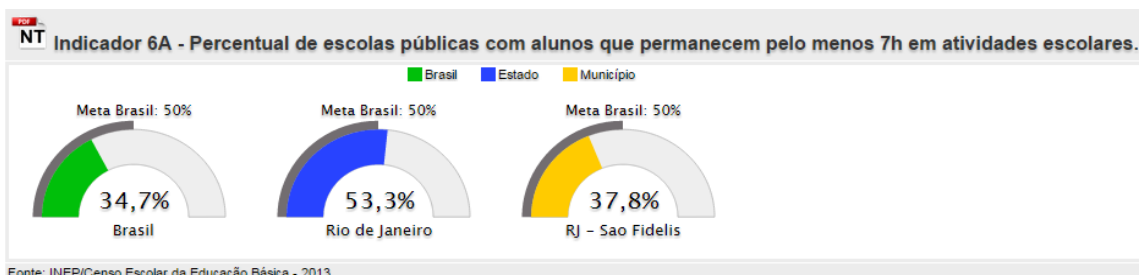 PDF
NT Indicador 6A - Percentual de escolas públicas com alunos que permanecem pelo menos 7h em atividades escolares.
Brasil Estado Município
Meta Brasil: 50% Meta Brasil: 50% Meta Brasil: 50%
34,7% 53,3% 37,8%
Brasil Rio de Janeiro RJ - Sao Fidelis
Fonte: INEP/Censo Escolar da Educação Básica - 2013